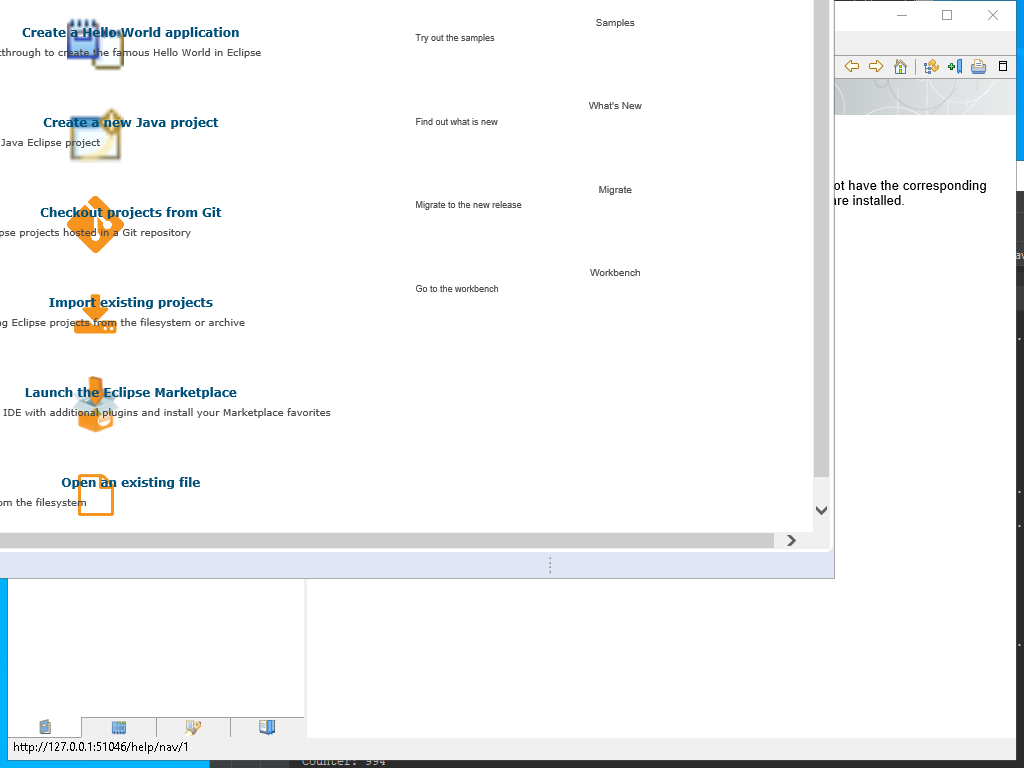 Create a Hello World application
through to create the famous Hello World in Eclipse
Create a new Java project
Java Eclipse project
Checkout projects from Git
projects hosted in a Git repository
Import existing projects
Eclipse projects from the filesystem or archive
Launch the Eclipse Marketplace
IDE with additional plugins and install your Marketplace favorites
Open an existing file
the filesystem
Samples
Try out the samples
What's New
Find out what is new
Migrate
Migrate to the new release
Workbench
Go to the workbench
have the corresponding
are installed.
http://127.0.0.1:51046/help/nav/1
Counter: 994